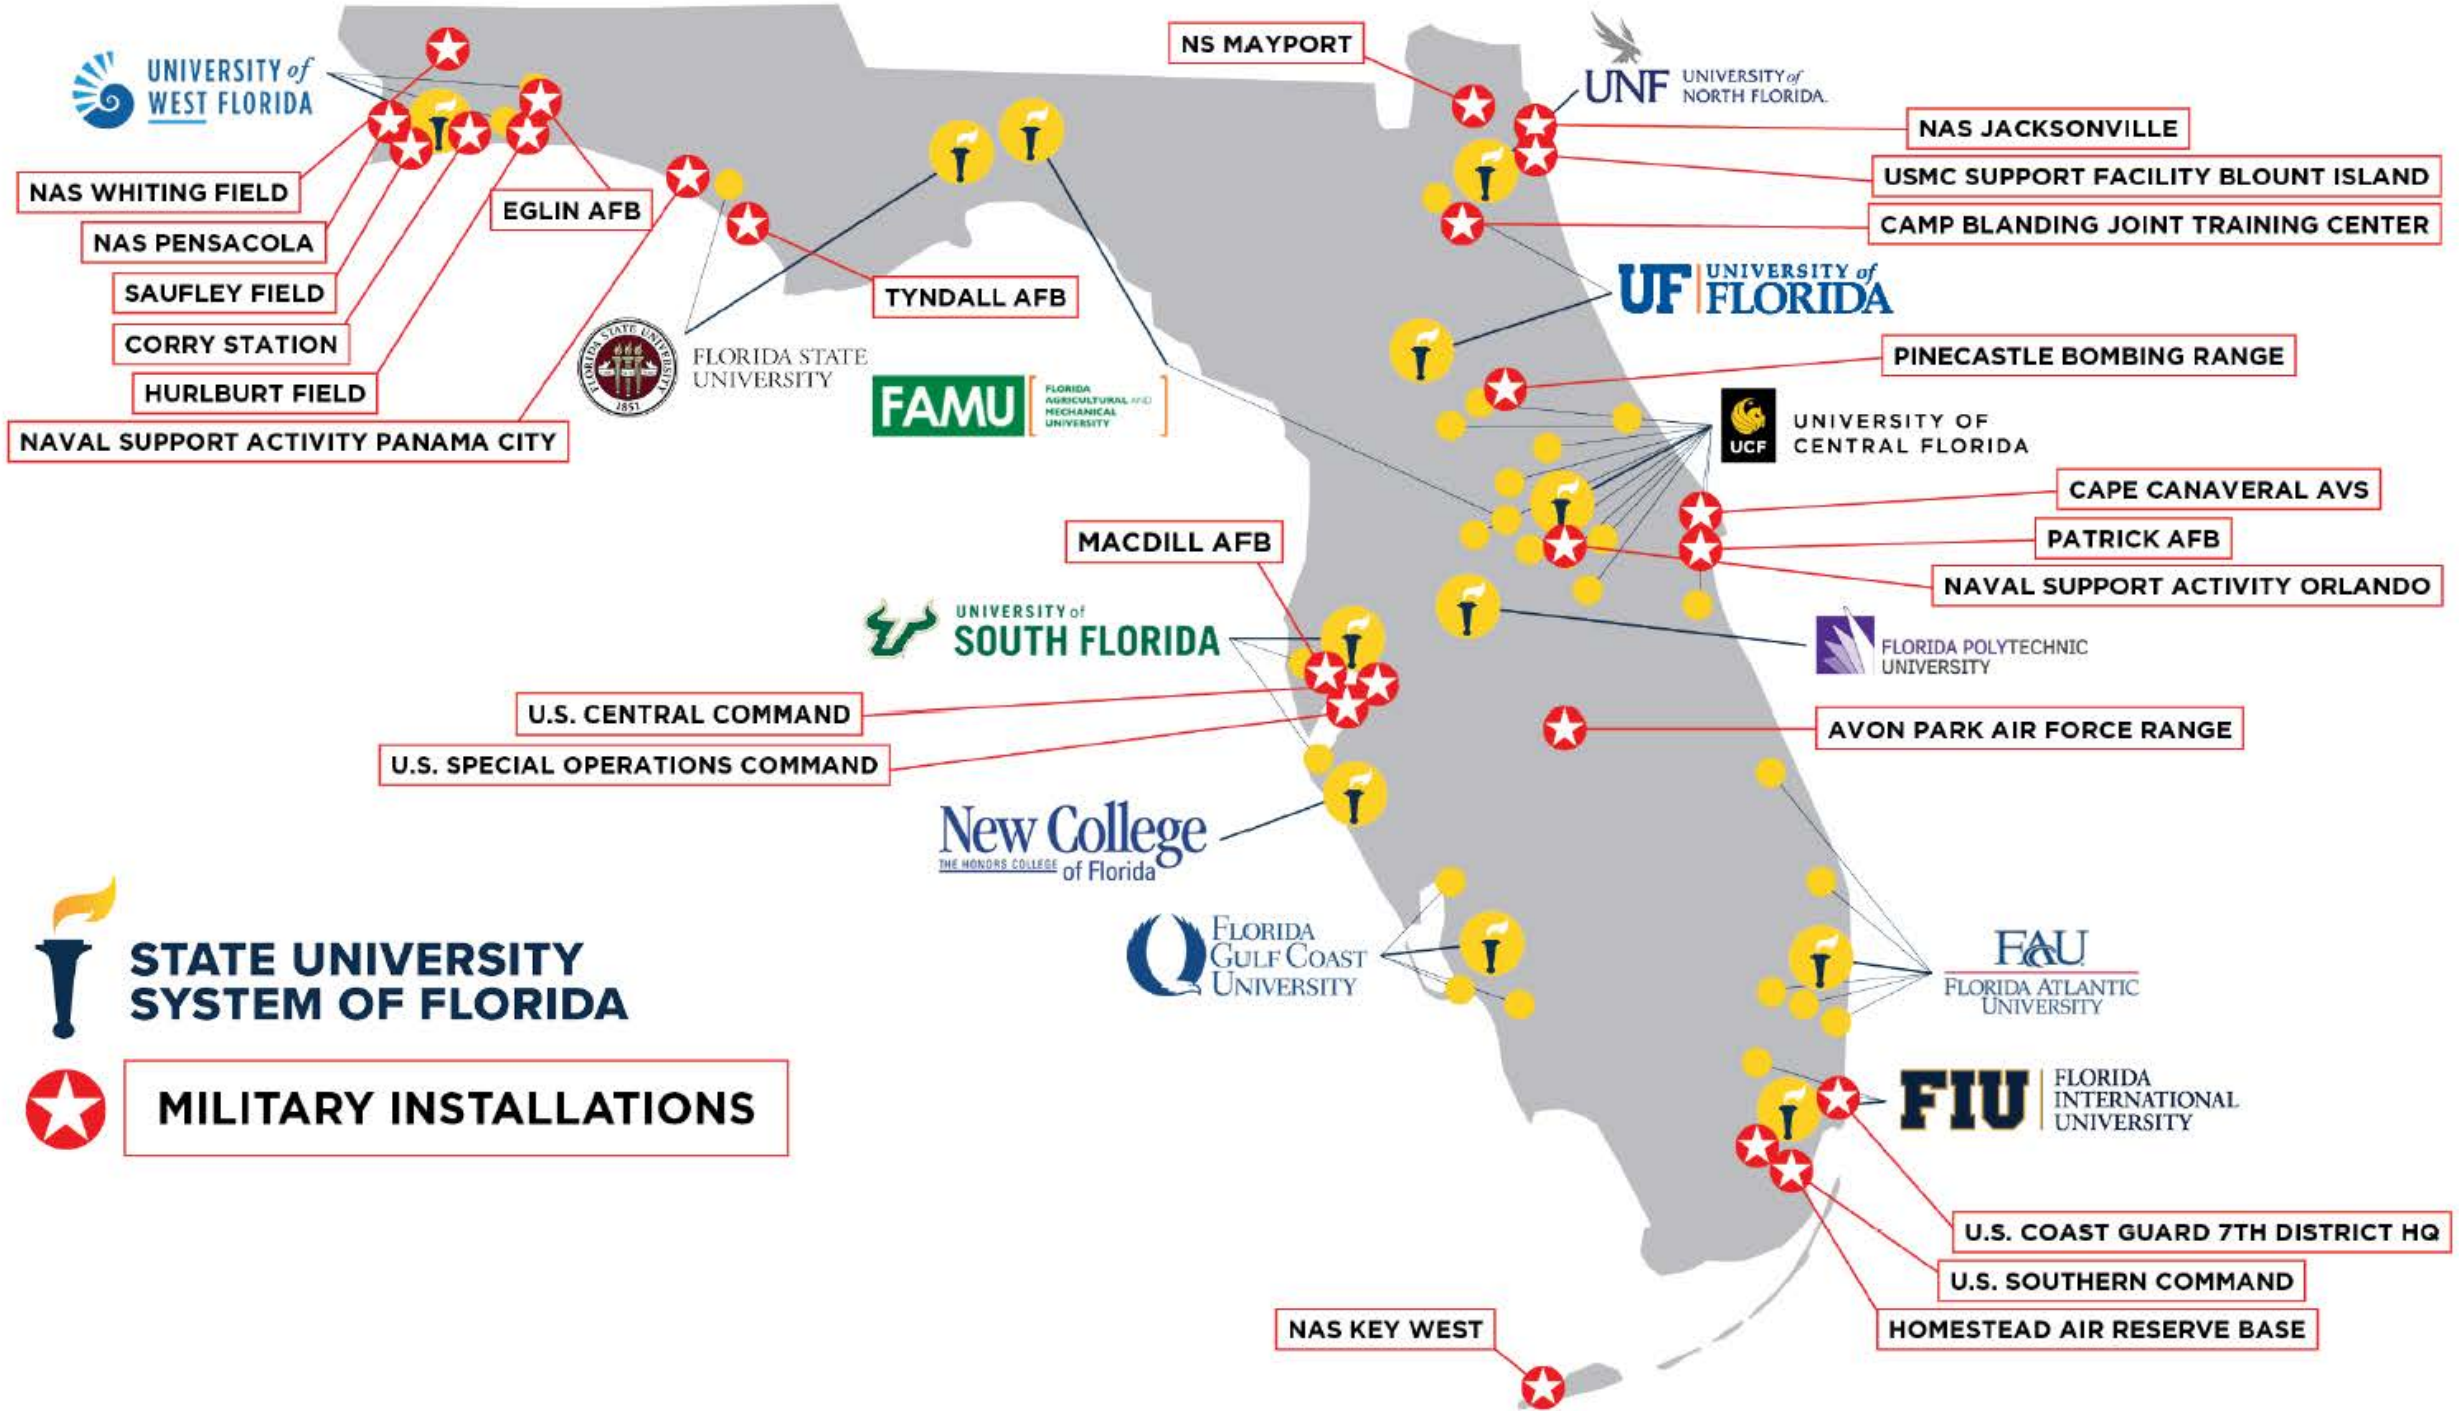 UNIVERSITY of
WEST FLORIDA
NAS WHITING FIELD
NAS PENSACOLA
SAUFLEY FIELD
CORRY STATION
HURLBURT FIELD
NAVAL SUPPORT ACTIVITY PANAMA CITY
EGLIN AFB
TYNDALL AFB
FLORIDA STATE UNIVERSITY
1851
FLORIDA STATE
UNIVERSITY
FAMU
FLORIDA
AGRICULTURAL AND
MECHANICAL
UNIVERSITY
NS MAYPORT
UNF
UNIVERSITY of
NORTH FLORIDA.
NAS JACKSONVILLE
USMC SUPPORT FACILITY BLOUNT ISLAND
CAMP BLANDING JOINT TRAINING CENTER
UF
UNIVERSITY of
FLORIDA
PINECASTLE BOMBING RANGE
UCF
UNIVERSITY OF
CENTRAL FLORIDA
CAPE CANAVERAL AVS
PATRICK AFB
NAVAL SUPPORT ACTIVITY ORLANDO
FLORIDA POLYTECHNIC
UNIVERSITY
AVON PARK AIR FORCE RANGE
MACDILL AFB
UNIVERSITY of
SOUTH FLORIDA
U.S. CENTRAL COMMAND
U.S. SPECIAL OPERATIONS COMMAND
New College
THE HONORS COLLEGE of Florida
FLORIDA
GULF COAST
UNIVERSITY
FAU
FLORIDA ATLANTIC
UNIVERSITY
FIU
FLORIDA
INTERNATIONAL
UNIVERSITY
U.S. COAST GUARD 7TH DISTRICT HQ
U.S. SOUTHERN COMMAND
HOMESTEAD AIR RESERVE BASE
NAS KEY WEST
STATE UNIVERSITY
SYSTEM OF FLORIDA
MILITARY INSTALLATIONS